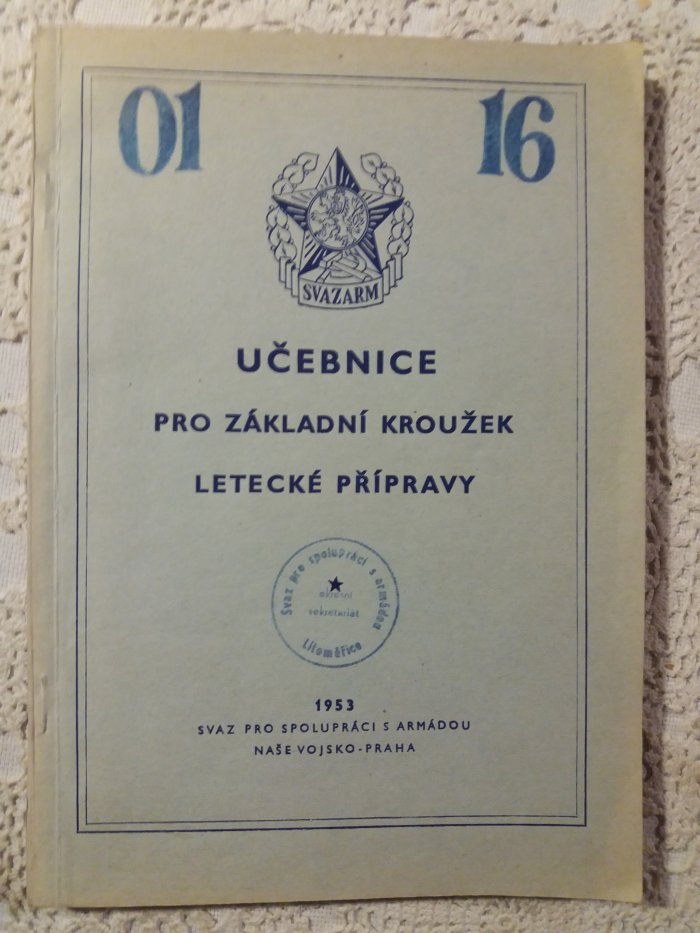 01 16
SVAZARM
UČEBNICE
PRO ZÁKLADNÍ KROUŽEK
LETECKÉ PŘÍPRAVY
Svaz pro spolupráci s armádou
okresní
sekretariát
Litoměřice
1953
SVAZ PRO SPOLUPRÁCI S ARMÁDOU
NAŠE VOJSKO-PRAHA